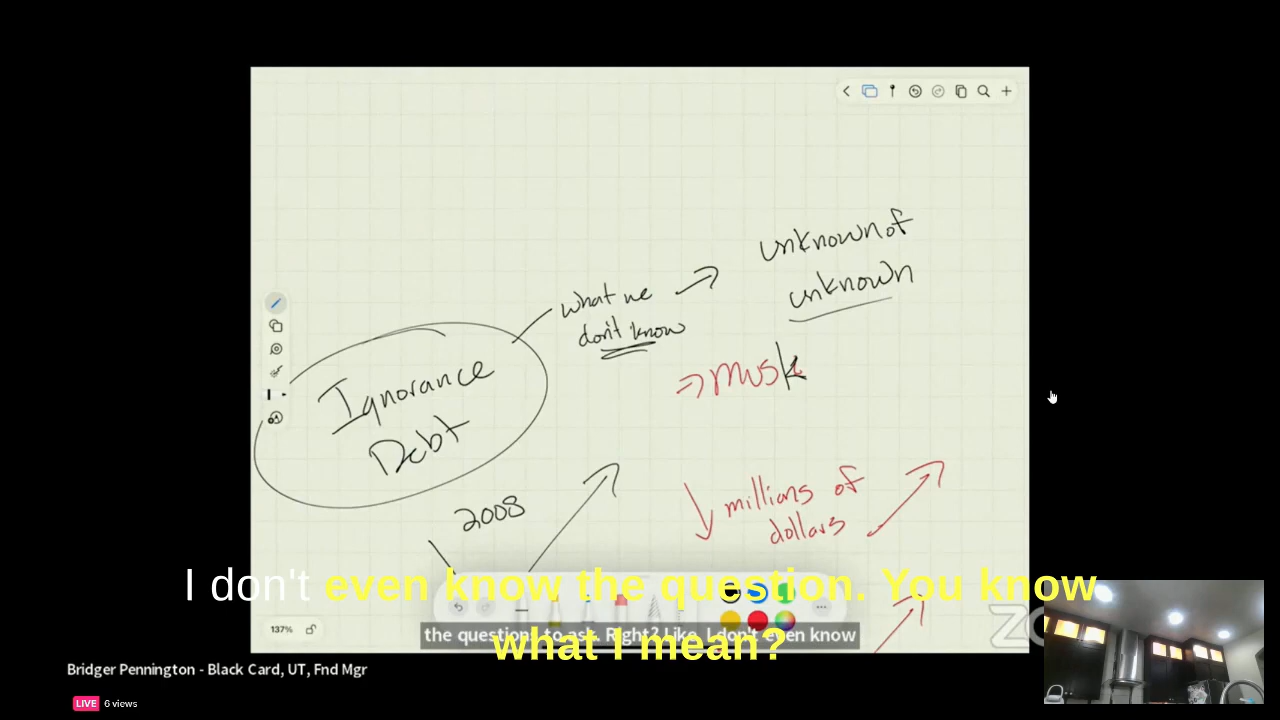 unknown of
unknown
what we
don't know
⇒ musk
Ignorance
Debt
2008
millions of
dollars
I don't even know the question. You know
what I mean?
the questions to ask. Right? Like, I don't even know
137%
Bridger Pennington - Black Card, UT, Fnd Mgr
LIVE 6 views